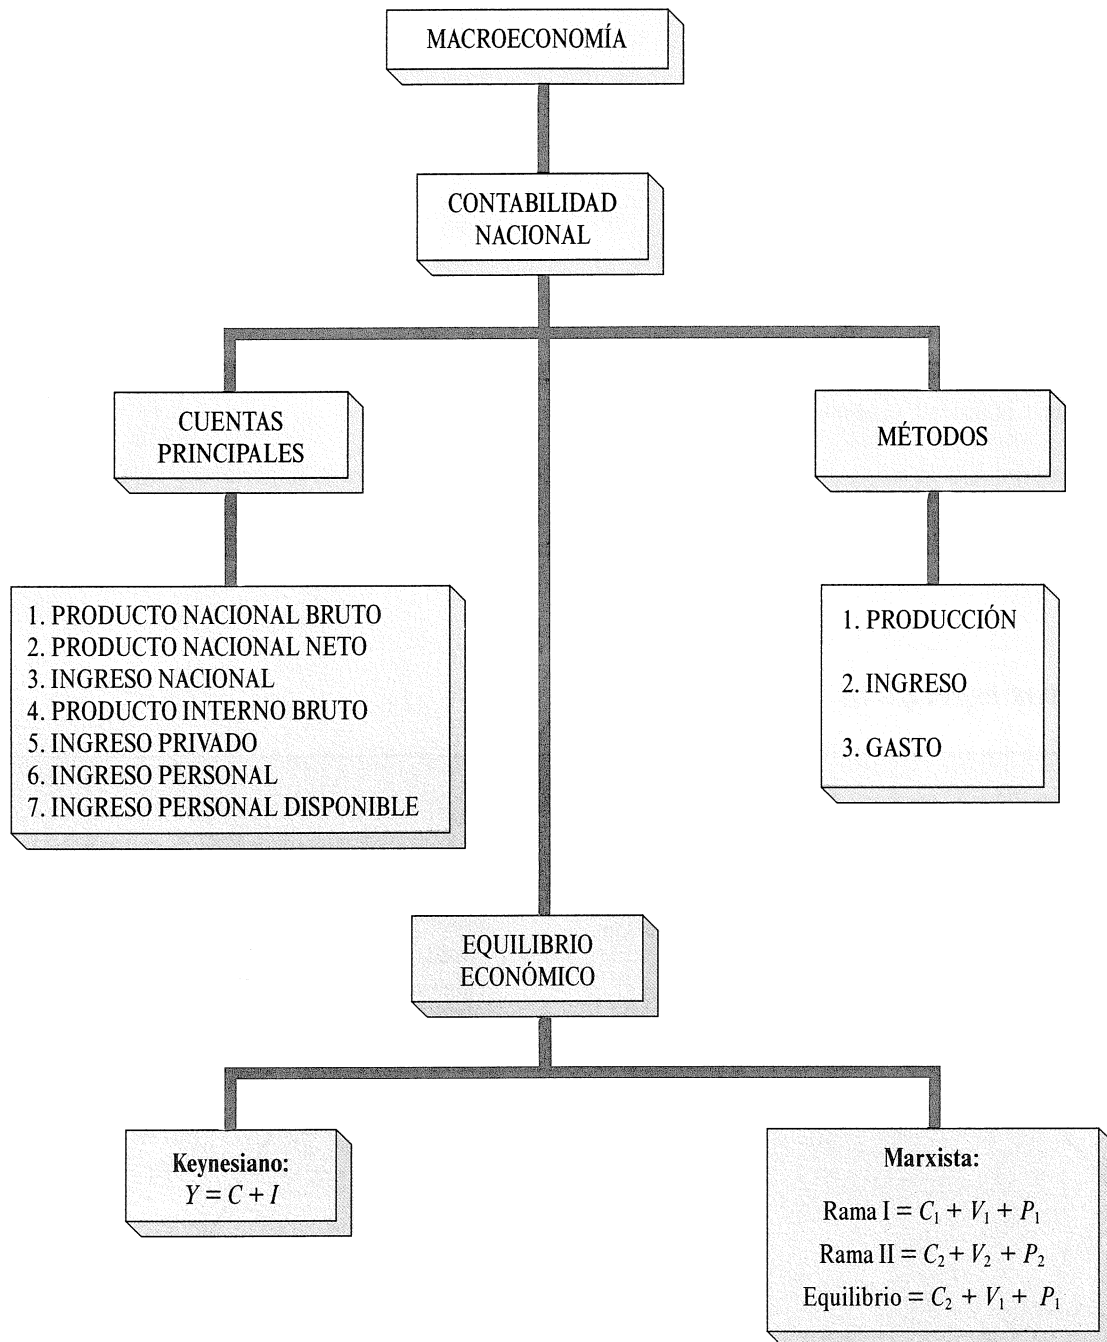 MACROECONOMÍA
CONTABILIDAD
NACIONAL
CUENTAS
PRINCIPALES
MÉTODOS
1. PRODUCTO NACIONAL BRUTO
2. PRODUCTO NACIONAL NETO
3. INGRESO NACIONAL
4. PRODUCTO INTERNO BRUTO
5. INGRESO PRIVADO
6. INGRESO PERSONAL
7. INGRESO PERSONAL DISPONIBLE
1. PRODUCCIÓN
2. INGRESO
3. GASTO
EQUILIBRIO
ECONÓMICO
Keynesiano:
Y = C + I
Marxista:
Rama I = C₁ + V₁ + P₁
Rama II = C₂ + V₂ + P₂
Equilibrio = C₂ + V₁ + P₁